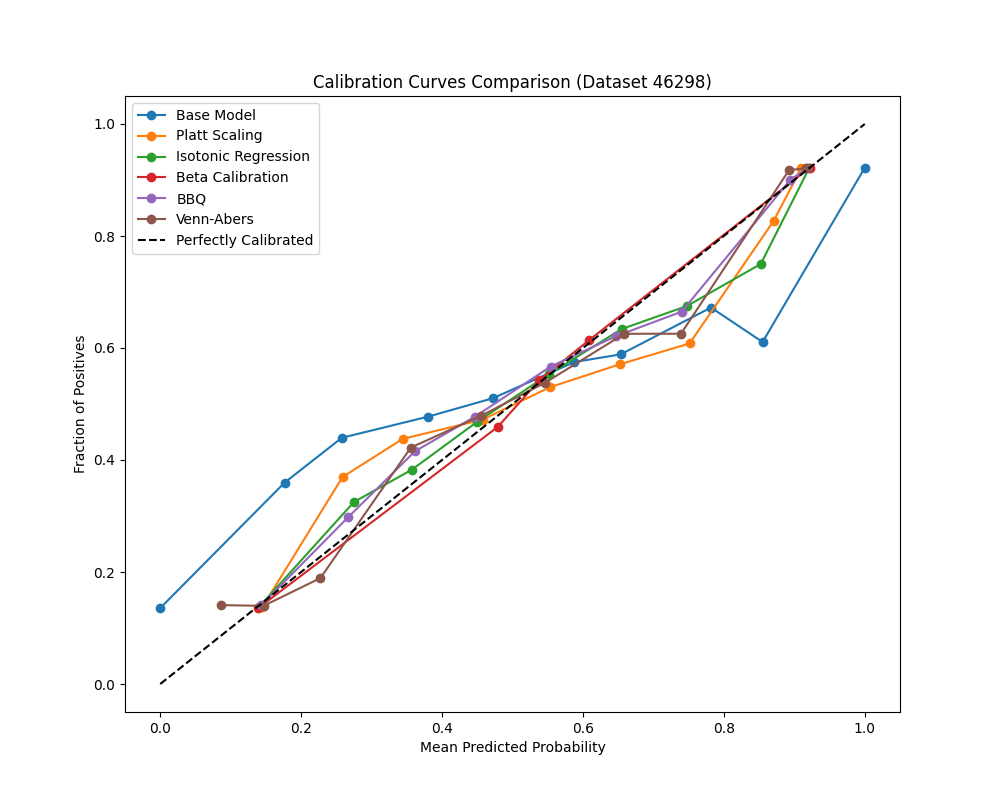 Calibration Curves Comparison (Dataset 46298)
Base Model
Platt Scaling
Isotonic Regression
Beta Calibration
BBQ
Venn-Abers
Perfectly Calibrated
1.0
0.8
0.6
0.4
0.2
0.0
Fraction of Positives
0.0 0.2 0.4 0.6 0.8 1.0
Mean Predicted Probability